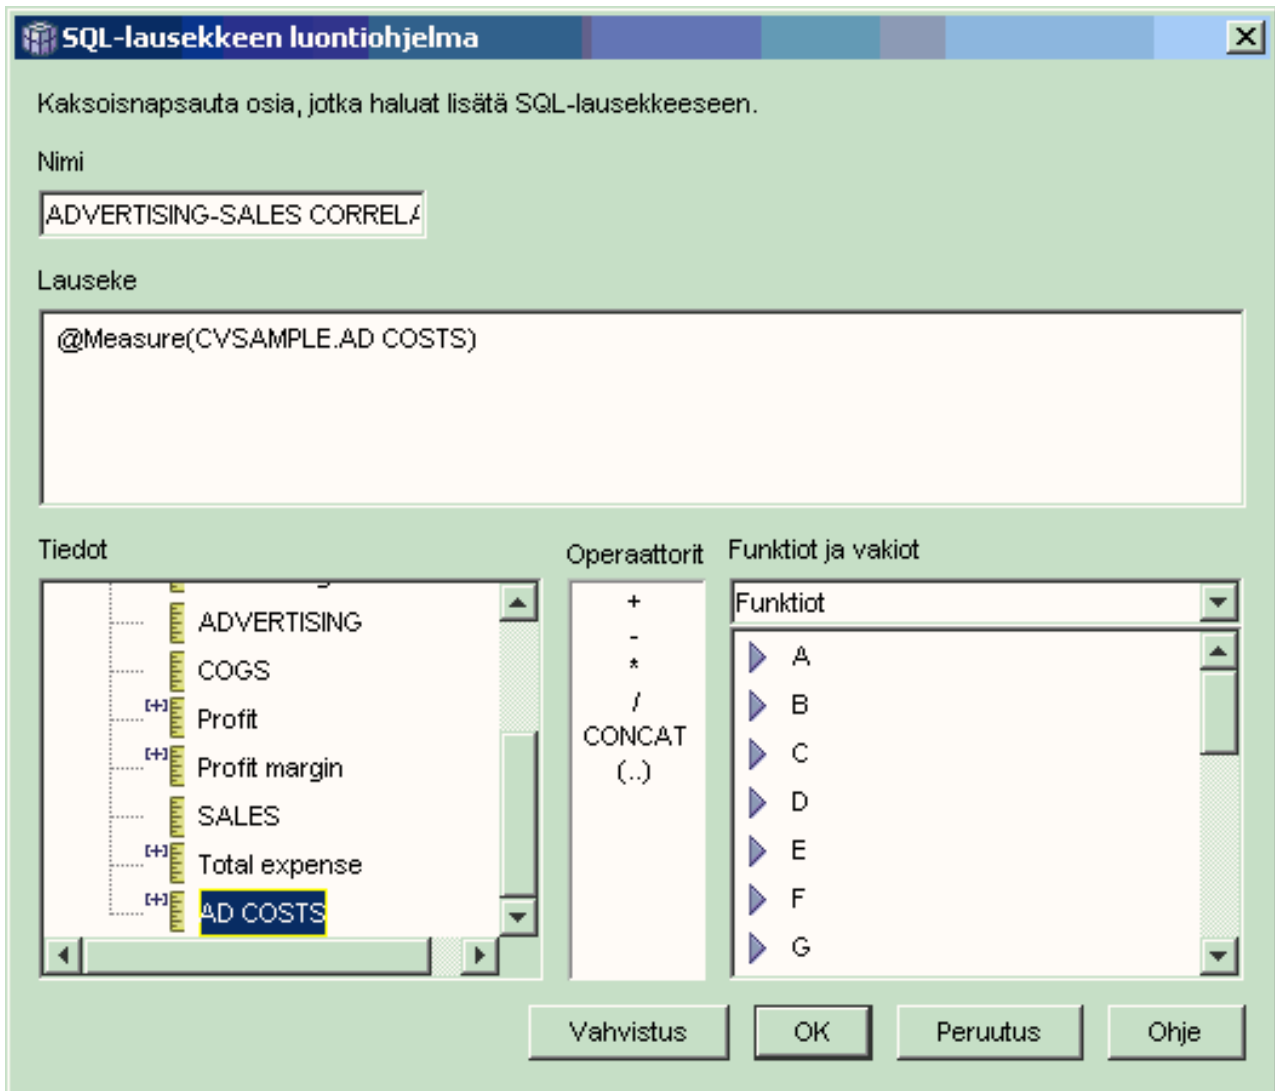 SQL-lausekkeen luontiohjelma
Kaksoisnapsauta osia, jotka haluat lisätä SQL-lausekkeeseen.
Nimi
ADVERTISING-SALES CORRELA
Lauseke
@Measure(CVSAMPLE.AD COSTS)
Tiedot
ADVERTISING
COGS
Profit
Profit margin
SALES
Total expense
AD COSTS
Operaattorit
+
-
*
/
CONCAT
(..)
Funktiot ja vakiot
Funktiot
A
B
C
D
E
F
G
Vahvistus
OK
Peruutus
Ohje